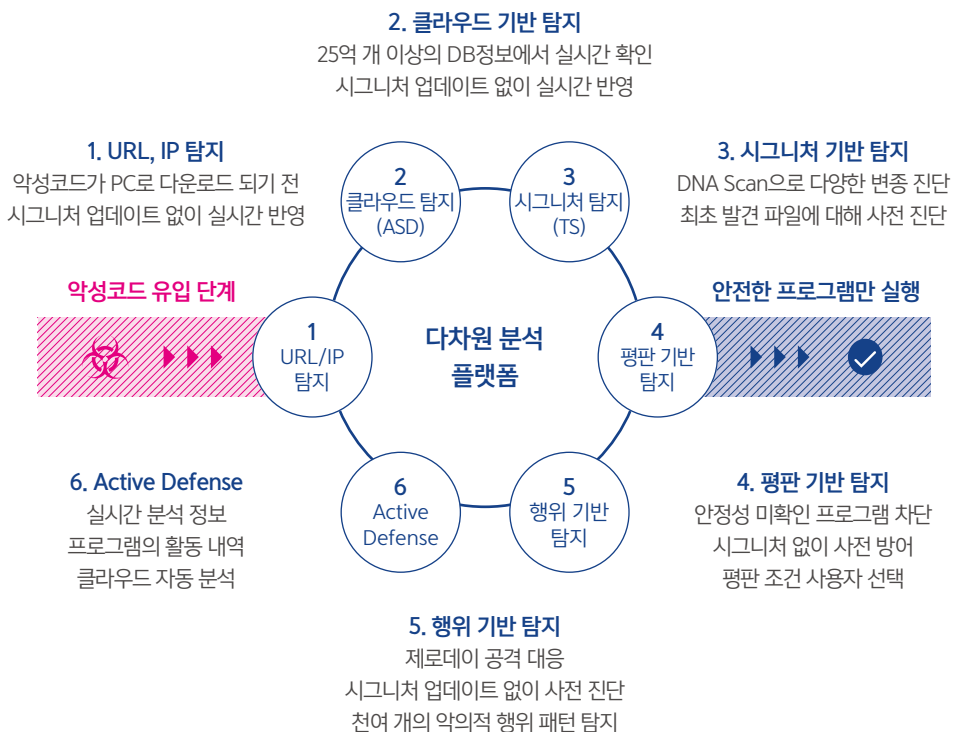 2. 클라우드 기반 탐지
25억 개 이상의 DB정보에서 실시간 확인
시그니처 업데이트 없이 실시간 반영
1. URL, IP 탐지
악성코드가 PC로 다운로드 되기 전
시그니처 업데이트 없이 실시간 반영
2
클라우드 탐지
(ASD)
3
시그니처 탐지
(TS)
3. 시그니처 기반 탐지
DNA Scan으로 다양한 변종 진단
최초 발견 파일에 대해 사전 진단
악성코드 유입 단계
1
URL/IP
탐지
다차원 분석
플랫폼
4
평판 기반
탐지
안전한 프로그램만 실행
6. Active Defense
실시간 분석 정보
프로그램의 활동 내역
클라우드 자동 분석
6
Active
Defense
5
행위 기반
탐지
4. 평판 기반 탐지
안정성 미확인 프로그램 차단
시그니처 없이 사전 방어
평판 조건 사용자 선택
5. 행위 기반 탐지
제로데이 공격 대응
시그니처 업데이트 없이 사전 진단
천여 개의 악의적 행위 패턴 탐지